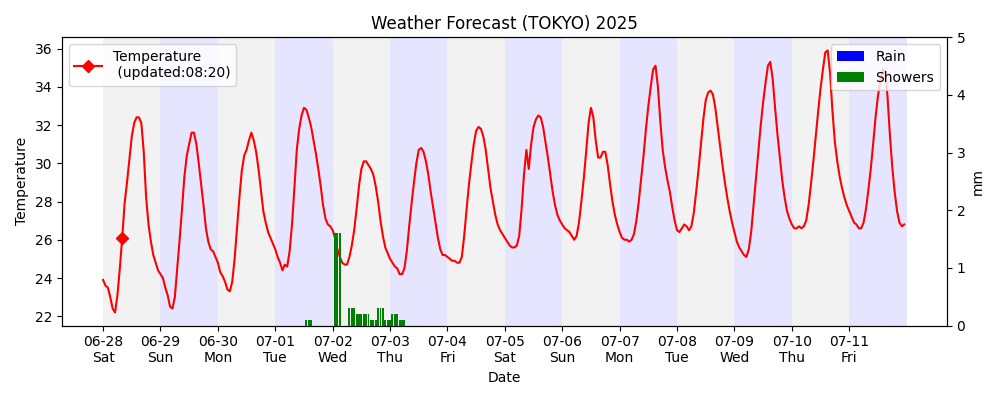 Weather Forecast (TOKYO) 2025
Temperature
(updated:08:20)
Rain
Showers
Temperature
36
34
32
30
28
26
24
22
5
4
3
2
1
0
mm
06-28 06-29 06-30 07-01 07-02 07-03 07-04 07-05 07-06 07-07 07-08 07-09 07-10 07-11
Sat Sun Mon Tue Wed Thu Fri Sat Sun Mon Tue Wed Thu Fri
Date